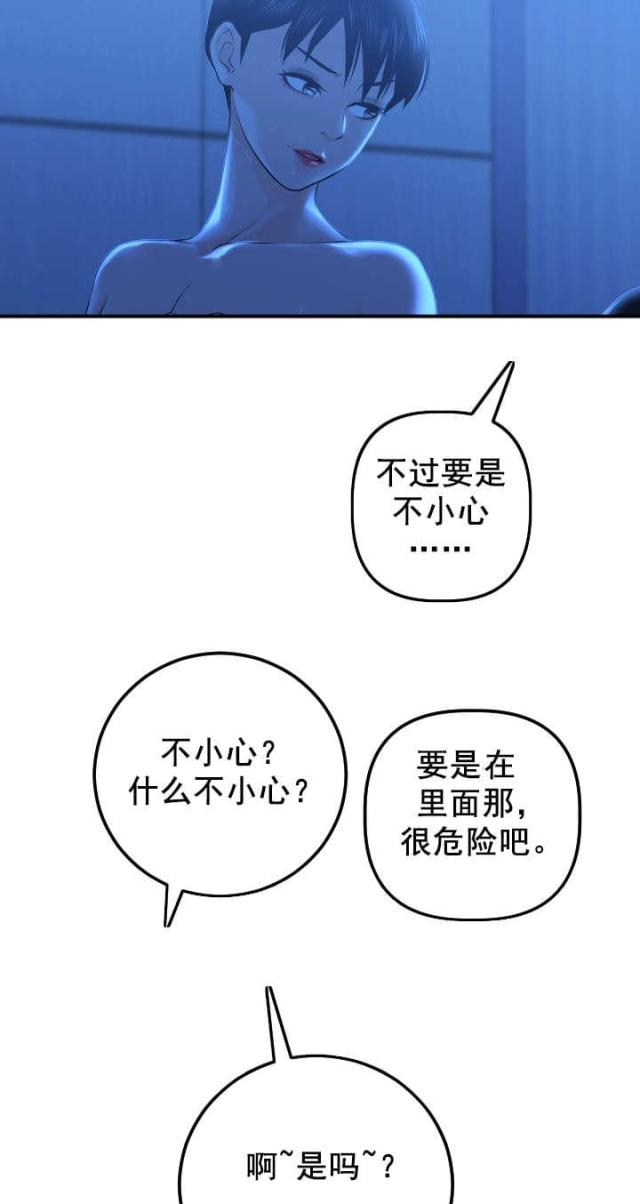 不过要是
不小心
……
不小心？
什么不小心？
要是在
里面那，
很危险吧。
啊~是吗~？